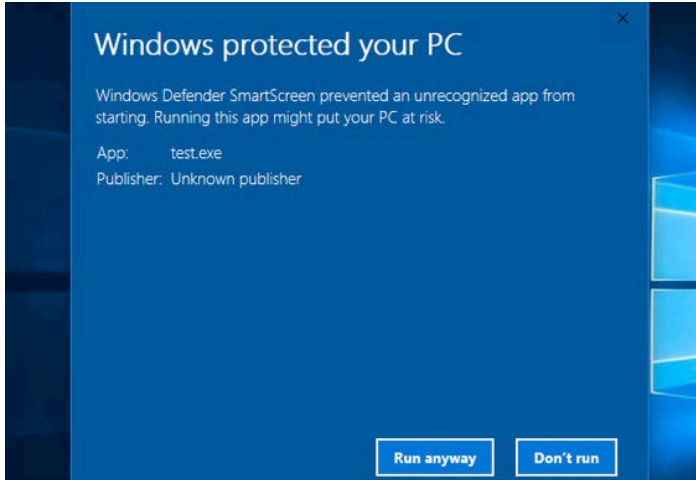 Windows protected your PC
Windows Defender SmartScreen prevented an unrecognized app from
starting. Running this app might put your PC at risk.
App: test.exe
Publisher: Unknown publisher
Run anyway Don't run